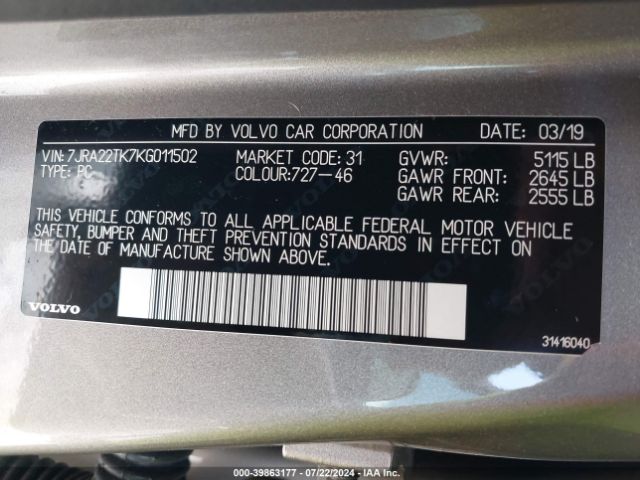 MFD BY VOLVO CAR CORPORATION DATE: 03/19
VIN: 7JRA22TK7KG011502 MARKET CODE: 31 GVWR: 5115 LB
TYPE: PC COLOUR:727-46 GAWR FRONT: 2645 LB
GAWR REAR: 2555 LB
THIS VEHICLE CONFORMS TO ALL APPLICABLE FEDERAL MOTOR VEHICLE
SAFETY, BUMPER AND THEFT PREVENTION STANDARDS IN EFFECT ON
THE DATE OF MANUFACTURE SHOWN ABOVE.
VOLVO
31416040
000-39863177 - 07/22/2024 - IAA Inc.